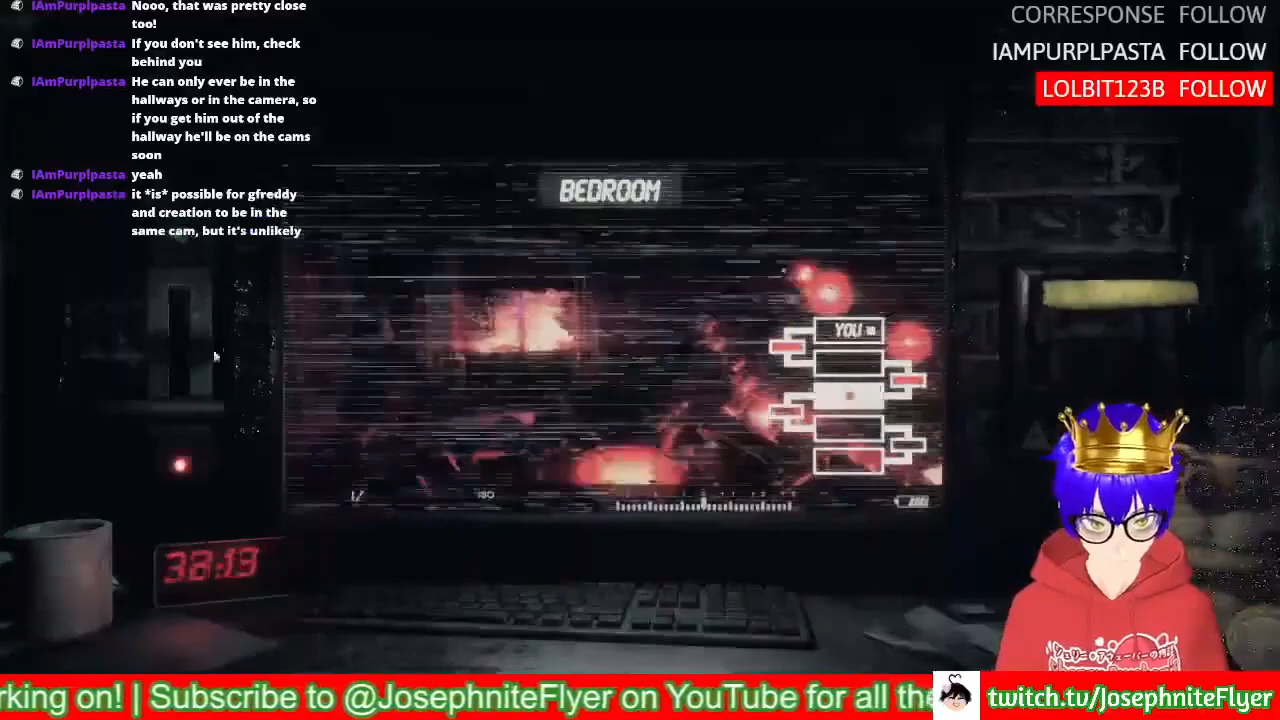 IAmPurplpasta Nooo, that was pretty close
too!
IAmPurplpasta If you don't see him, check
behind you
IAmPurplpasta He can only ever be in the
hallways or in the camera, so
if you get him out of the
hallway he'll be on the cams
soon
IAmPurplpasta yeah
IAmPurplpasta it *is* possible for gfreddy
and creation to be in the
same cam, but it's unlikely
CORRESPONSE FOLLOW
IAMPURPLPASTA FOLLOW
LOLBIT123B FOLLOW
BEDROOM
YOU
ISO
38:19
rking on! | Subscribe to @JosephniteFlyer on YouTube for all the
twitch.tv/JosephniteFlyer